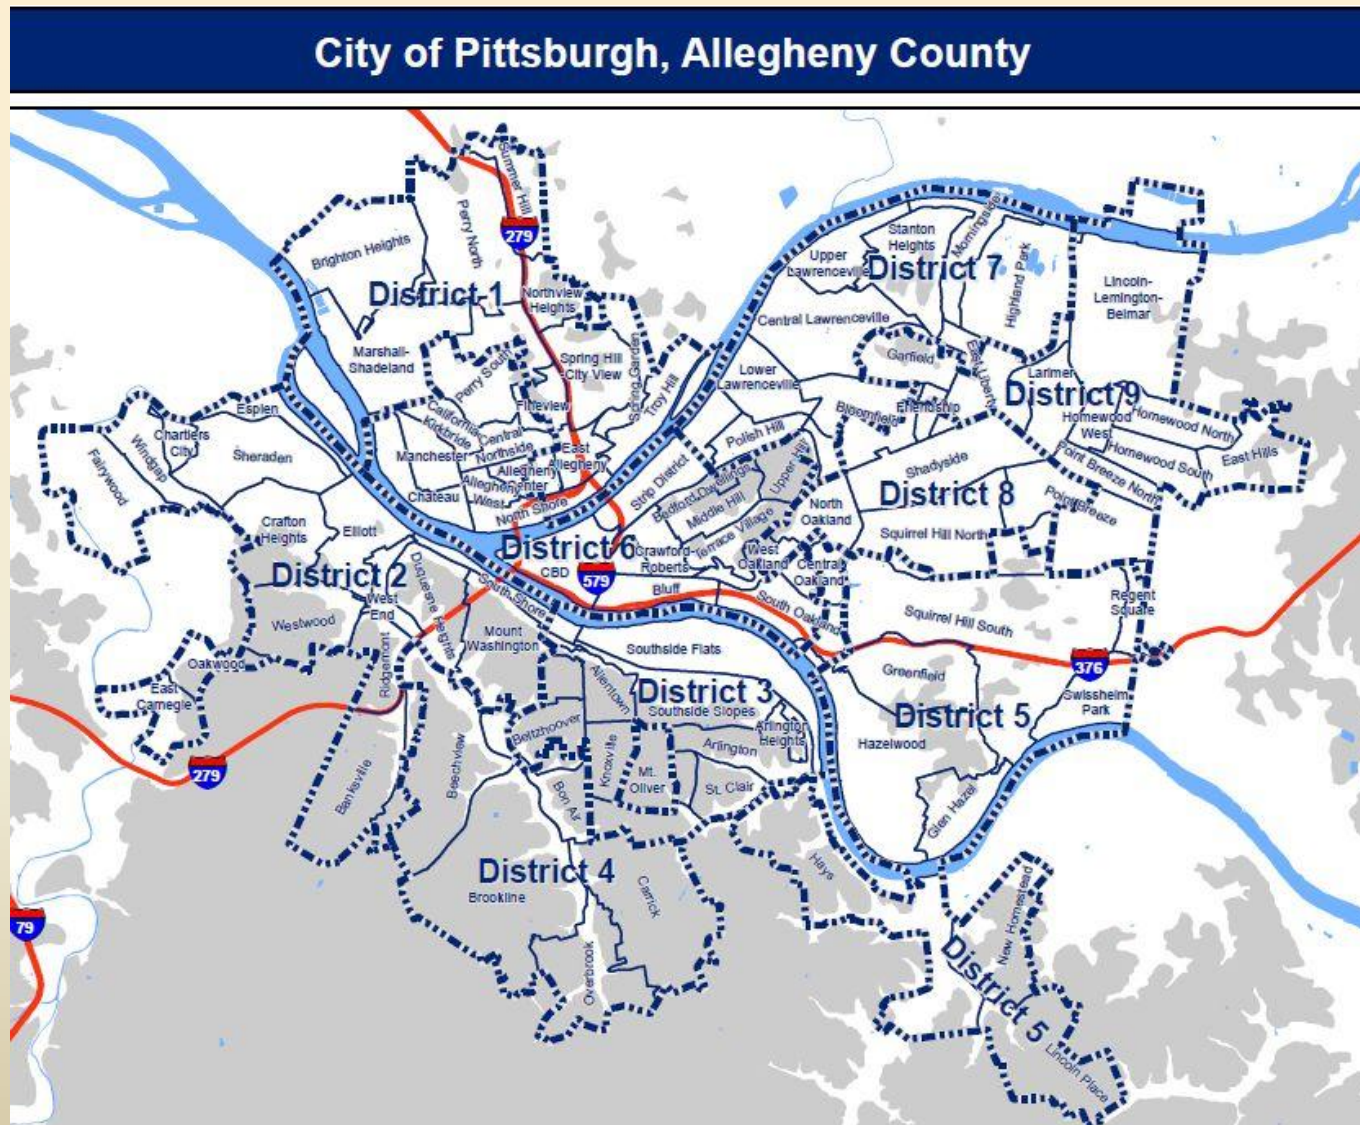 City of Pittsburgh, Allegheny County
Summer Hill
Perry North
279
Brighton Heights
District 1
Northview
Heights
Marshall-
Shadeland
Perry South
Spring Hill
-City View
Spring Garden
Troy Hill
Fineview
California
-Kirkbride
Central
Northside
East
Allegheny
Manchester
Allegheny
Center
Allegheny
West
Chateau
North Shore
Stanton
Heights
Morningside
Upper
Lawrenceville
District 7
Highland Park
Lincoln-
Lemington-
Belmar
Central Lawrenceville
Garfield
East Liberty
Lower
Lawrenceville
Larimer
District 9
Friendship
Bloomfield
Homewood
West
Homewood North
Homewood South
East Hills
Point Breeze North
Polish Hill
Strip District
Bedford Dwellings
Upper Hill
Middle Hill
Terrace Village
North
Oakland
Shadyside
District 8
Point Breeze
Squirrel Hill North
Esplen
Chartiers
City
Windgap
Fairywood
Sheraden
Crafton
Heights
Elliott
District 2
West
End
Westwood
Oakwood
East
Carnegie
Ridgemont
Duquesne Heights
District 6
CBD
579
Crawford-
Roberts
West
Oakland
Central
Oakland
Bluff
South Oakland
South Shore
Mount
Washington
Southside Flats
Squirrel Hill South
Regent
Square
376
Greenfield
Swisshelm
Park
District 5
Hazelwood
Glen Hazel
Allentown
District 3
Southside Slopes
Arlington
Heights
Arlington
Beltzhoover
Knoxville
Mt.
Oliver
St. Clair
Bon Air
Beechview
Banksville
279
District 4
Brookline
Carrick
Overbrook
Hays
New Homestead
District 5
Lincoln Place
79